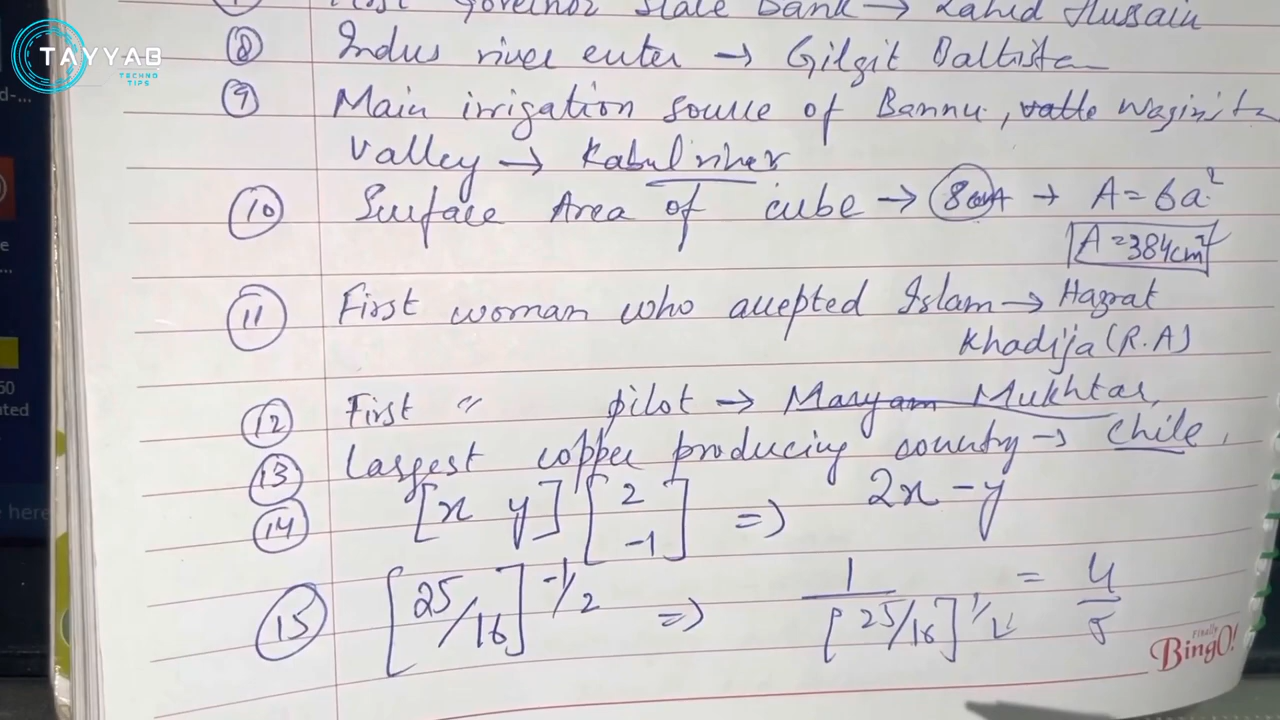 First Governor State bank → Zahid Hussain
TAYYAB
TECHNO
TIPS
⑧ Indus river enter → Gilgit Baltistan
d-...
⑨ Main irrigation source of Bannu,
Valley → Kabul river
⑩ Surface Area of cube → 8cm → A = 6a²
e
...
A = 384cm²
⑪ First woman who accepted Islam → Hazrat
Khadija (R.A)
⑫ First " pilot → Maryam Mukhtar,
⑬ Largest copper producing country → Chile,
⑭ [x y] [2 -1] => 2x - y
here
⑮ [25/16]^-1/2 => 1/[25/16]^1/2 = 4/5
Finally
BingO!